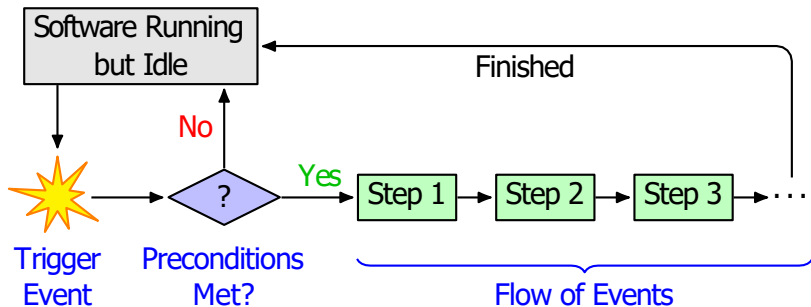 Software Running
but Idle
Finished
No
Yes
?
Step 1
Step 2
Step 3
...
Trigger
Event
Preconditions
Met?
Flow of Events